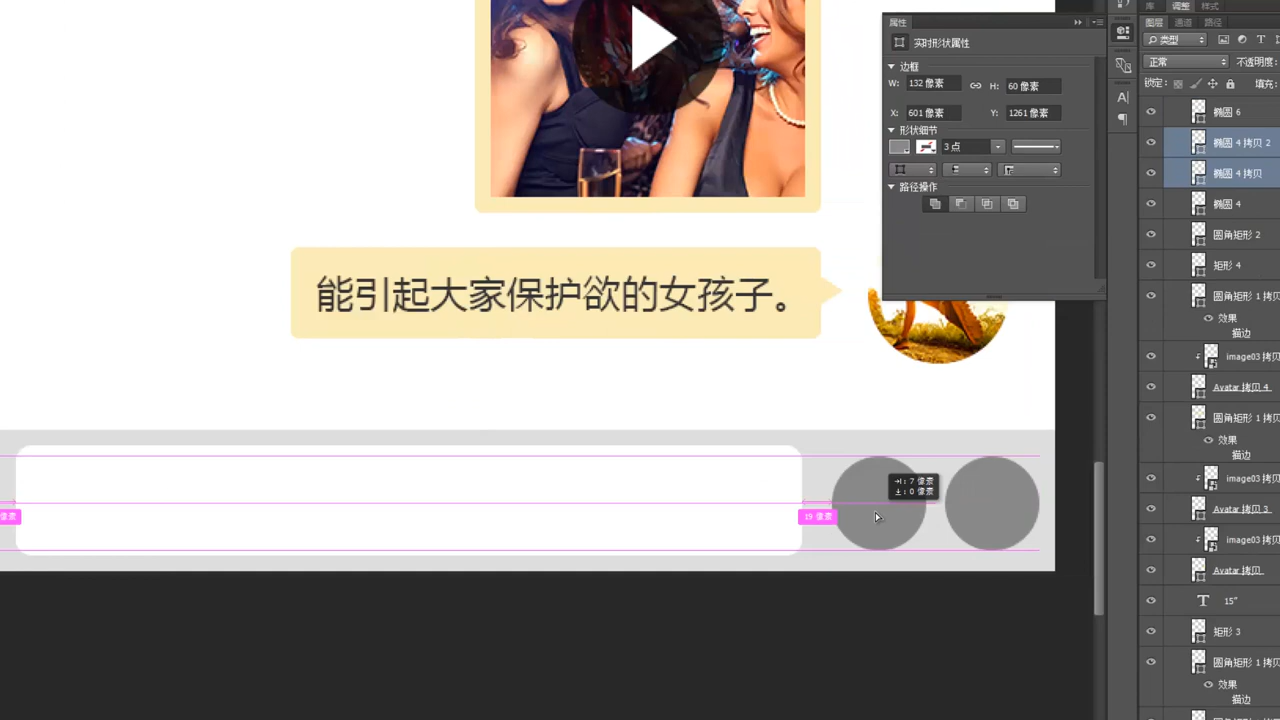 属性
实时形状属性
边框
W: 132 像素
H: 60 像素
X: 601 像素
Y: 1261 像素
形状细节
3 点
路径操作
能引起大家保护欲的女孩子。
: 7 像素
: 0 像素
像素
19 像素
库 调整 样式
图层 通道 路径
类型
正常
不透明度:
锁定:
填充:
椭圆 6
椭圆 4 拷贝 2
椭圆 4 拷贝
椭圆 4
圆角矩形 2
矩形 4
圆角矩形 1 拷贝
效果
描边
image03 拷贝
Avatar 拷贝 4
圆角矩形 1 拷贝
效果
描边
image03 拷贝
Avatar 拷贝 3
image03 拷贝
Avatar 拷贝
15"
矩形 3
圆角矩形 1 拷贝
效果
描边